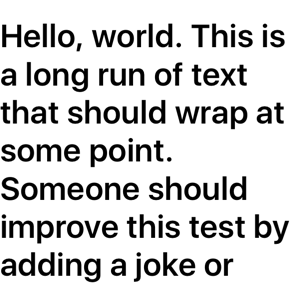 Hello, world. This is
a long run of text
that should wrap at
some point.
Someone should
improve this test by
adding a joke or